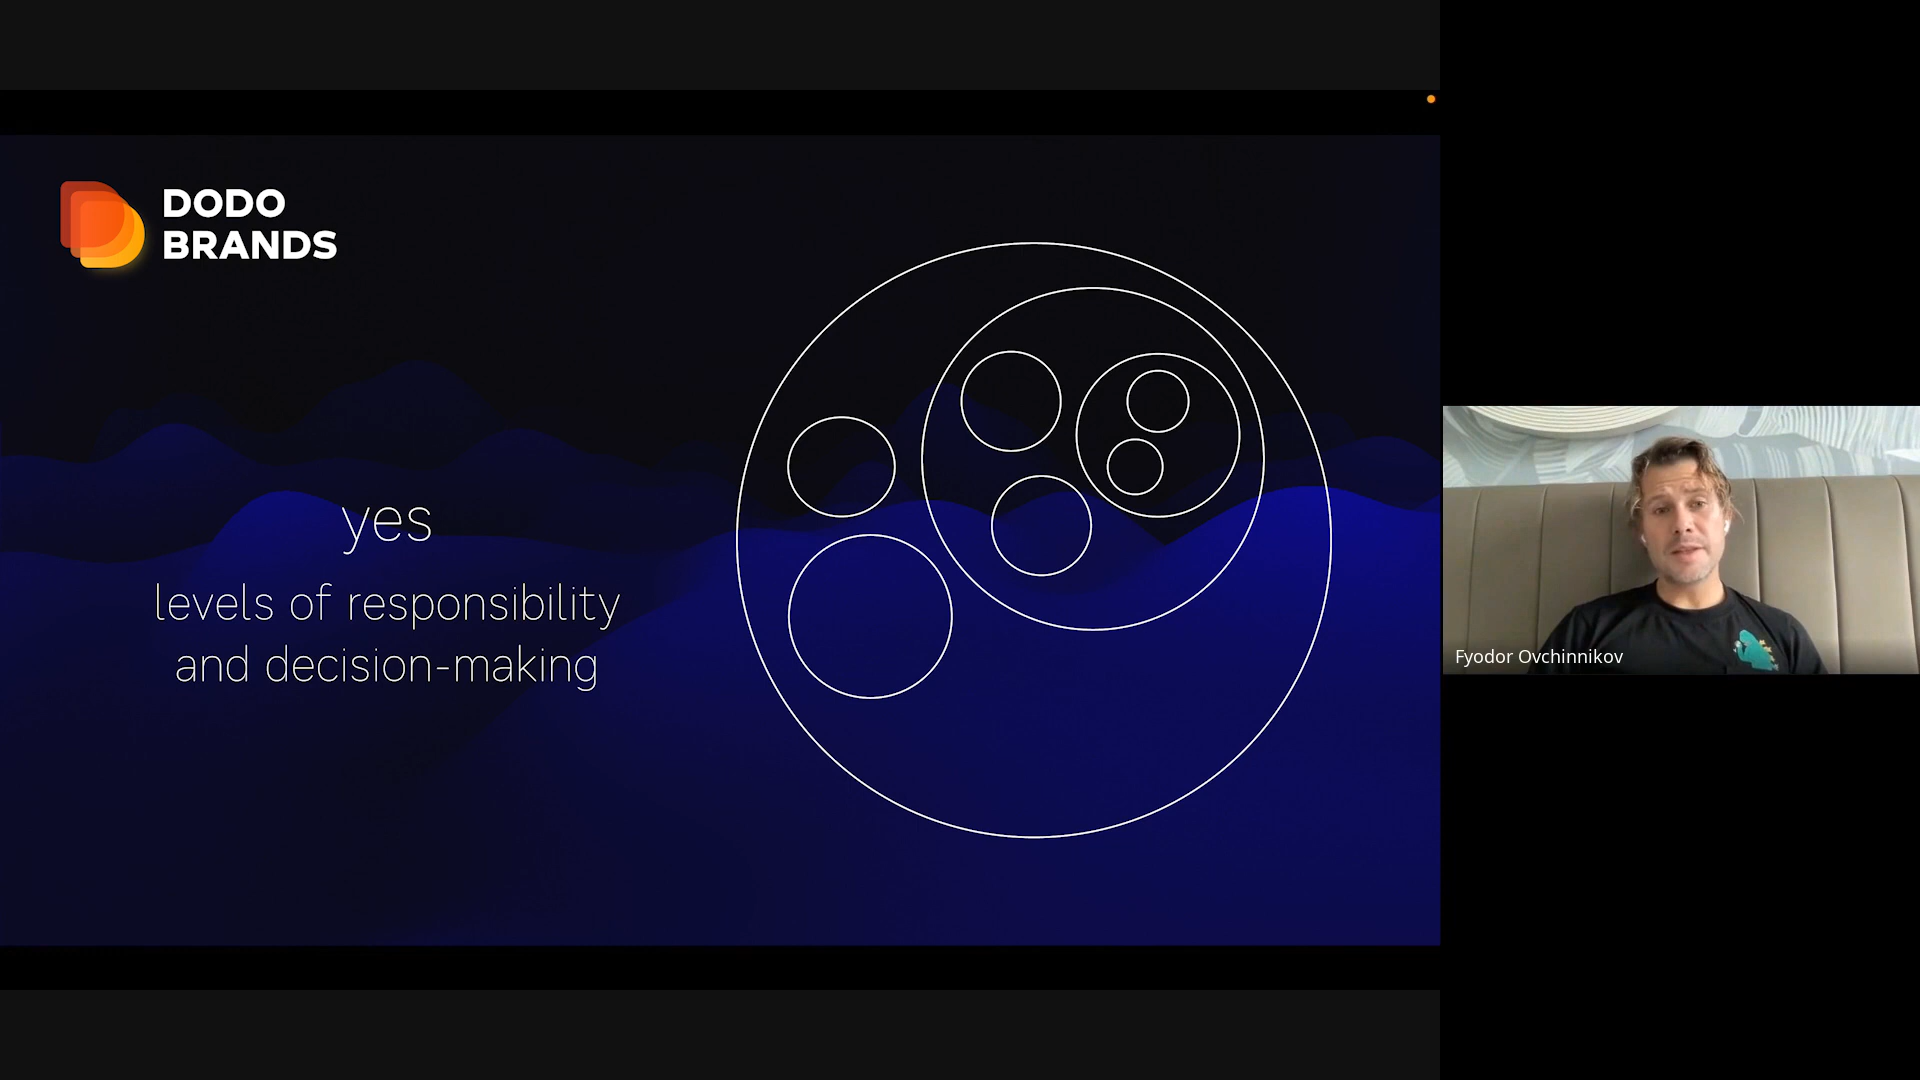 DODO
BRANDS
yes
levels of responsibility
and decision-making
Fyodor Ovchinnikov